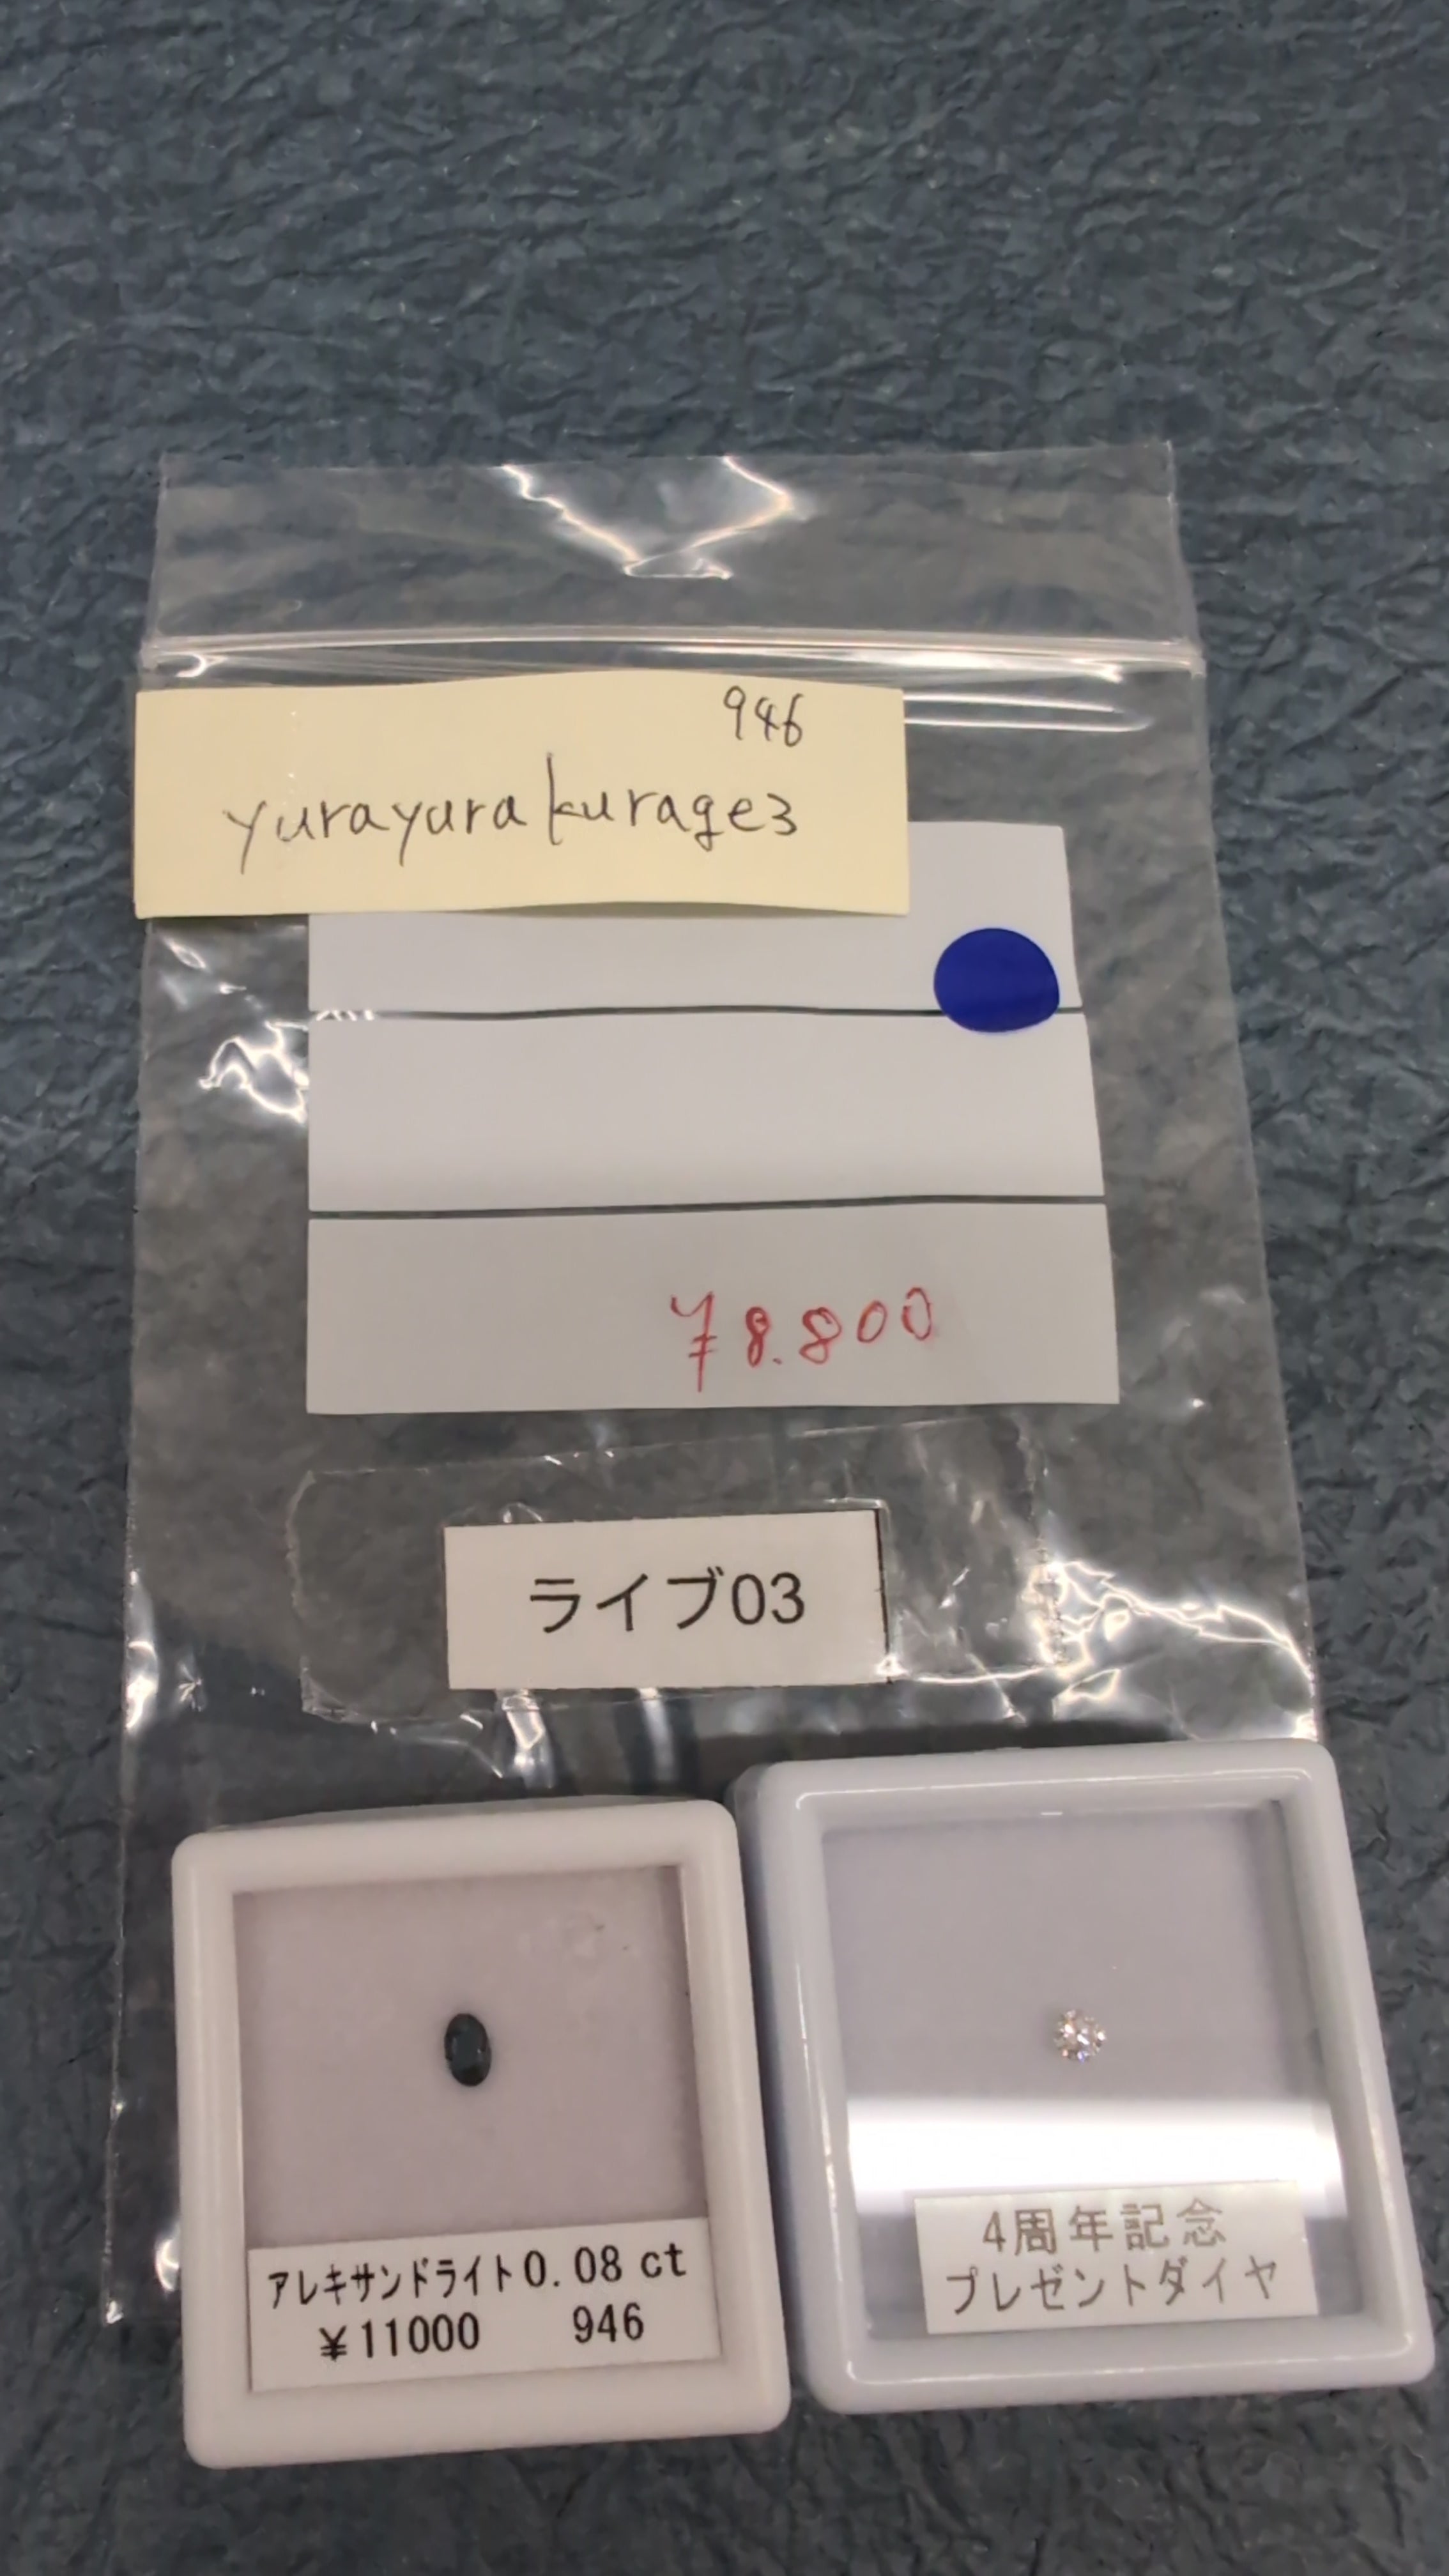 946
yurayurakurage3
¥8.800
ライブ03
アレキサンドライト0.08 ct
¥11000 946
4周年記念
プレゼントダイヤ